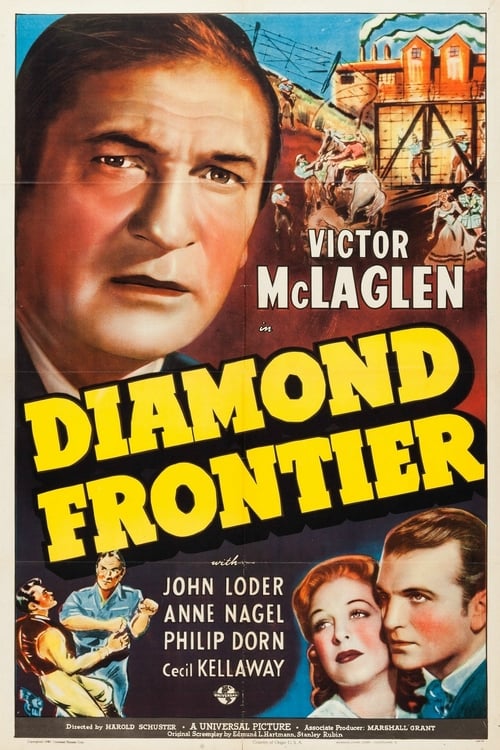 VICTOR
McLAGLEN
in
DIAMOND
FRONTIER
with
JOHN LODER
ANNE NAGEL
PHILIP DORN
Cecil KELLAWAY
UNIVERSAL
Directed by HAROLD SCHUSTER
A UNIVERSAL PICTURE
Associate Producer: MARSHALL GRANT
Original Screenplay by Edmund L. Hartmann, Stanley Rubin